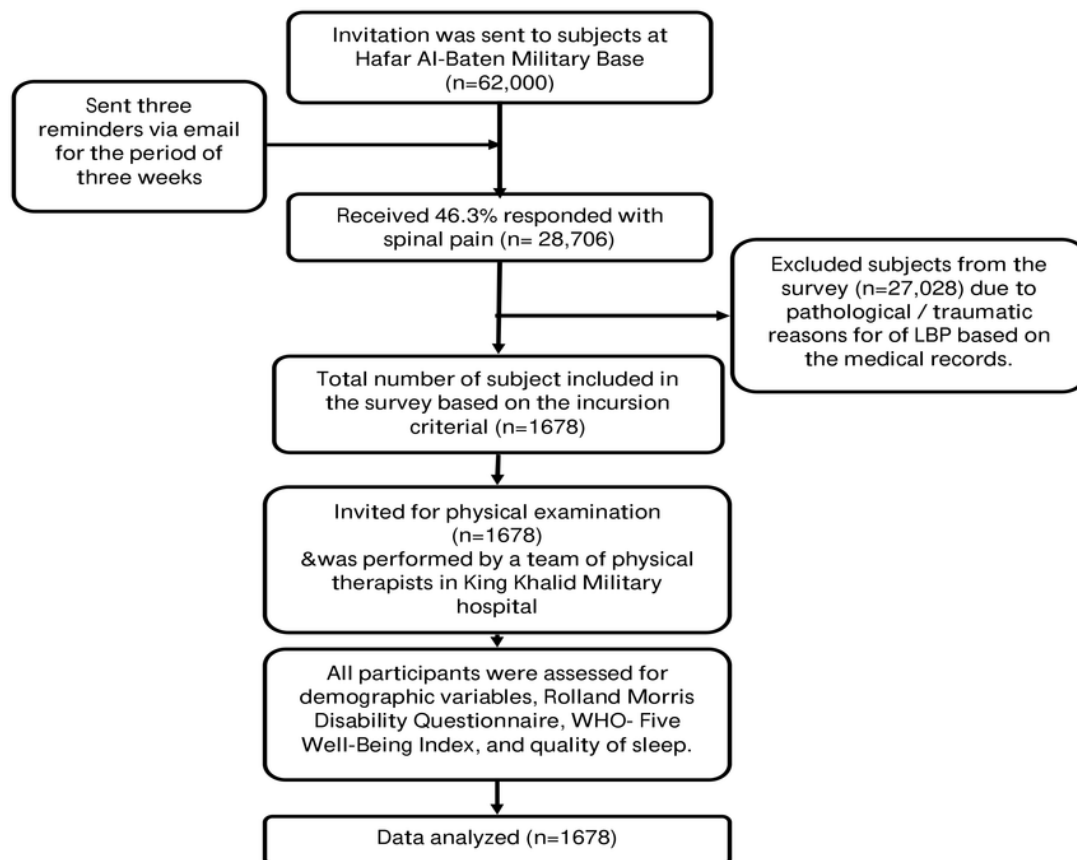 Invitation was sent to subjects at
Hafar Al-Baten Military Base
(n=62,000)
Sent three
reminders via email
for the period of
three weeks
Received 46.3% responded with
spinal pain (n= 28,706)
Excluded subjects from the
survey (n=27,028) due to
pathological / traumatic
reasons for of LBP based on
the medical records.
Total number of subject included in
the survey based on the incursion
criterial (n=1678)
Invited for physical examination
(n=1678)
&was performed by a team of physical
therapists in King Khalid Military
hospital
All participants were assessed for
demographic variables, Rolland Morris
Disability Questionnaire, WHO- Five
Well-Being Index, and quality of sleep.
Data analyzed (n=1678)